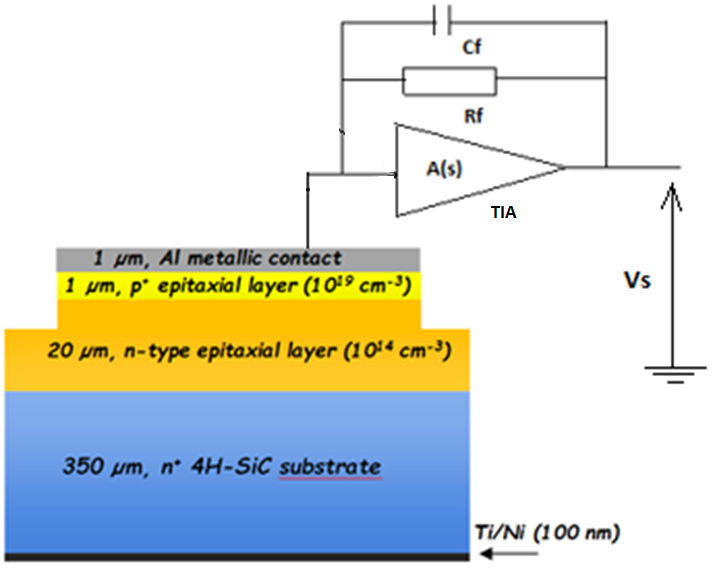 Cf
Rf
A(s)
TIA
1 µm, Al metallic contact
1 µm, p⁺ epitaxial layer (10¹⁹ cm⁻³)
Vs
20 µm, n-type epitaxial layer (10¹⁴ cm⁻³)
350 µm, n⁺ 4H-SiC substrate
Ti/Ni (100 nm)